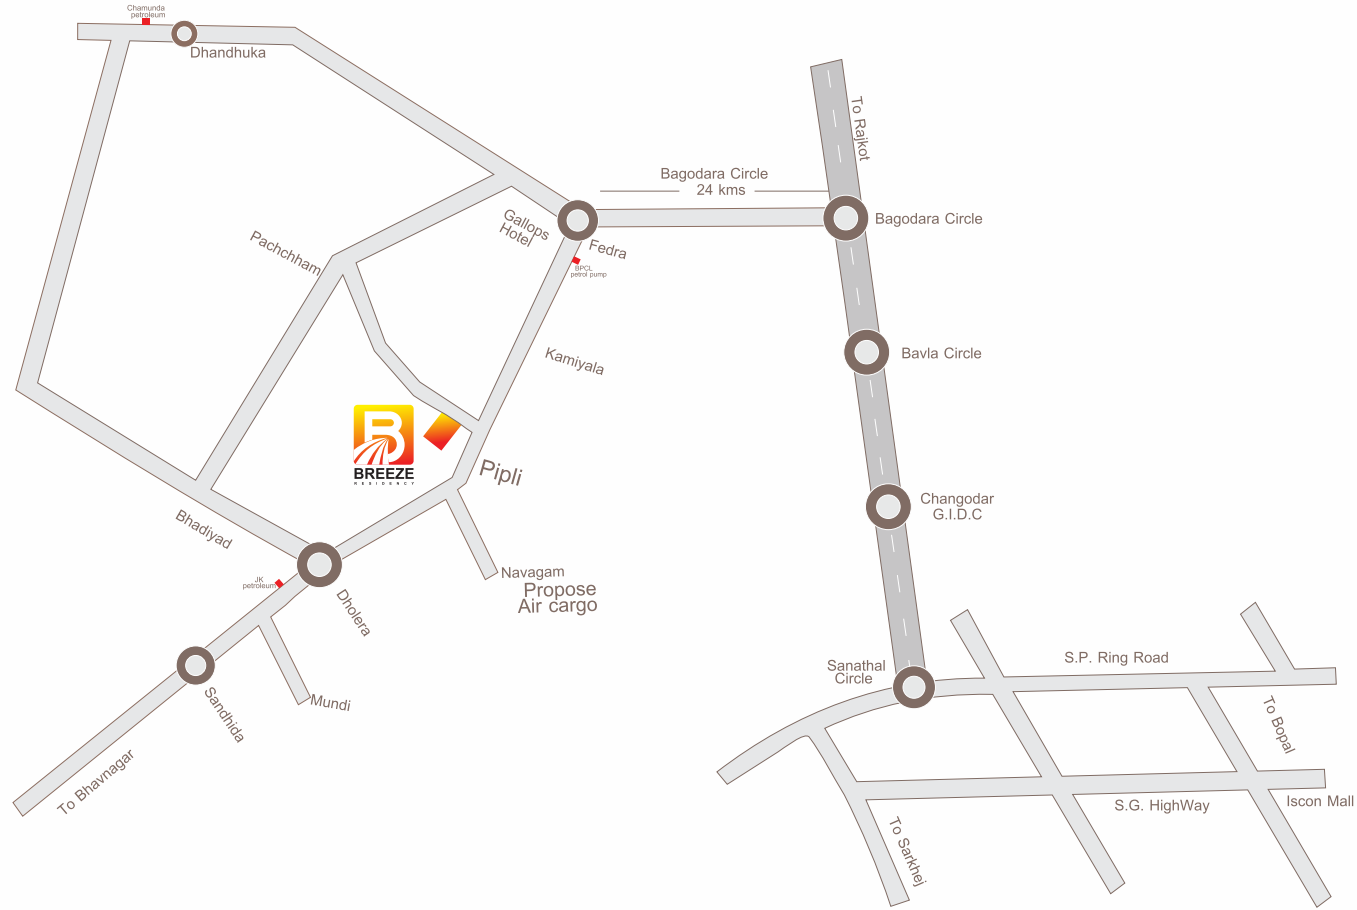 Chamunda
petroleum
Dhandhuka
To Rajkot
Bagodara Circle
24 kms
Bagodara Circle
Gallops
Hotel
Fedra
BPCL
petrol pump
Pachchham
Kamiyala
Bavla Circle
B
BREEZE
RESIDENCY
Pipli
Changodar
G.I.D.C
Bhadiyad
JK
petroleum
Navagam
Propose
Air cargo
Dholera
Sanathal
Circle
S.P. Ring Road
Sandhida
Mundi
To Bopal
To Bhavnagar
S.G. HighWay
Iscon Mall
To Sarkhej